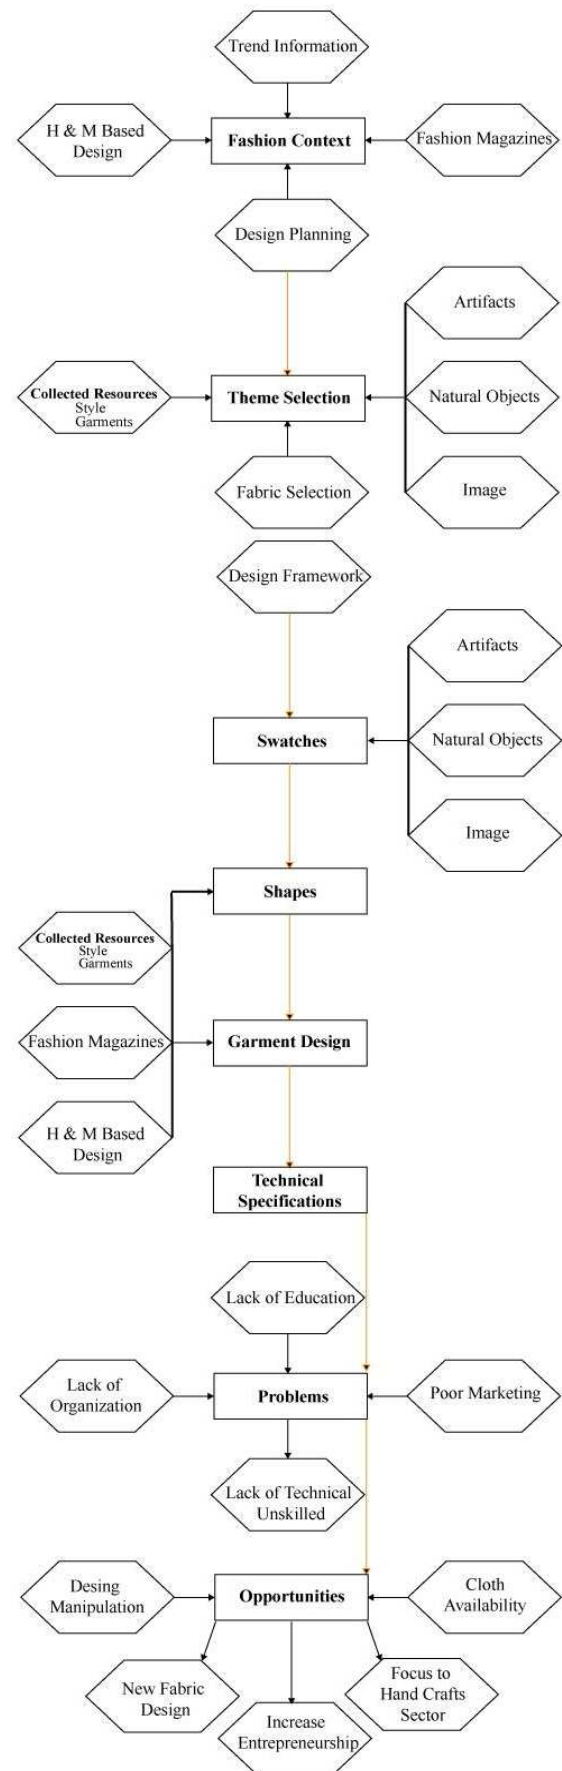 Trend Information
H & M Based
Design
Fashion Context
Fashion Magazines
Design Planning
Artifacts
Collected Resources
Style
Garments
Theme Selection
Natural Objects
Fabric Selection
Image
Design Framework
Artifacts
Swatches
Natural Objects
Image
Shapes
Collected Resources
Style
Garments
Fashion Magazines
Garment Design
H & M Based
Design
Technical
Specifications
Lack of Education
Lack of
Organization
Problems
Poor Marketing
Lack of Technical
Unskilled
Desing
Manipulation
Opportunities
Cloth
Availability
New Fabric
Design
Increase
Entrepreneurship
Focus to
Hand Crafts
Sector